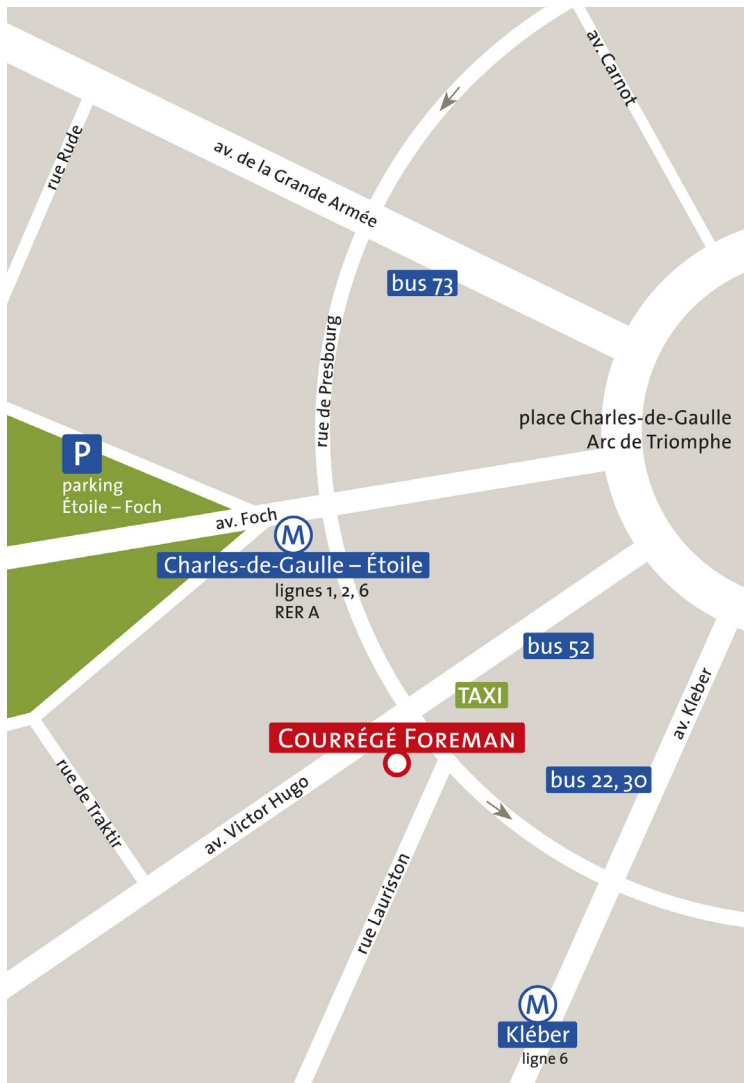 av. Carnot
rue Rude
av. de la Grande Armée
bus 73
rue de Presbourg
place Charles-de-Gaulle
Arc de Triomphe
P
parking
Étoile – Foch
av. Foch
M
Charles-de-Gaulle – Étoile
lignes 1, 2, 6
RER A
bus 52
TAXI
av. Kleber
Courrégé Foreman
bus 22, 30
rue de Traktir
av. Victor Hugo
rue Lauriston
M
Kléber
ligne 6